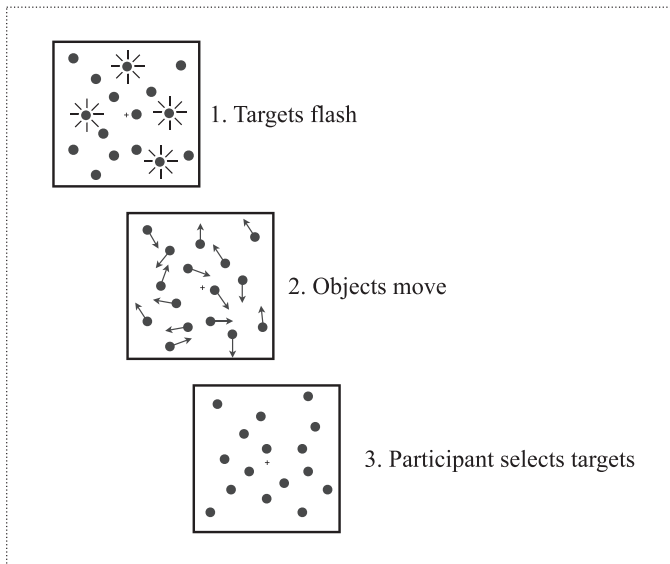 1. Targets flash
2. Objects move
3. Participant selects targets